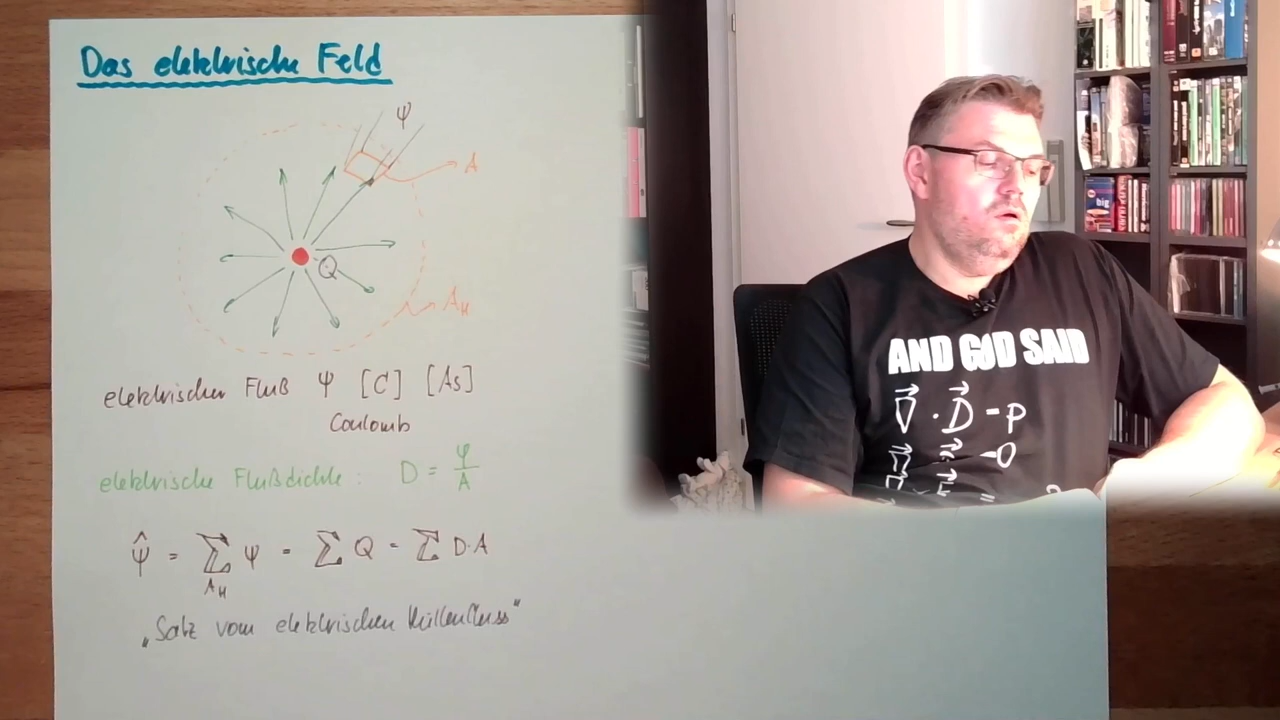 Das elektrische Feld
Ψ
A
Q
A_H
elektrischer Fluß Ψ [C] [As]
Coulomb
elektrische Flußdichte: D = Ψ/A
Ψ̂ = Σ_{A_H} Ψ = Σ Q = Σ D·A
„Satz vom elektrischen Hüllenfluss"
AND GOD SAID
∇⃗ · D⃗ = ρ
big